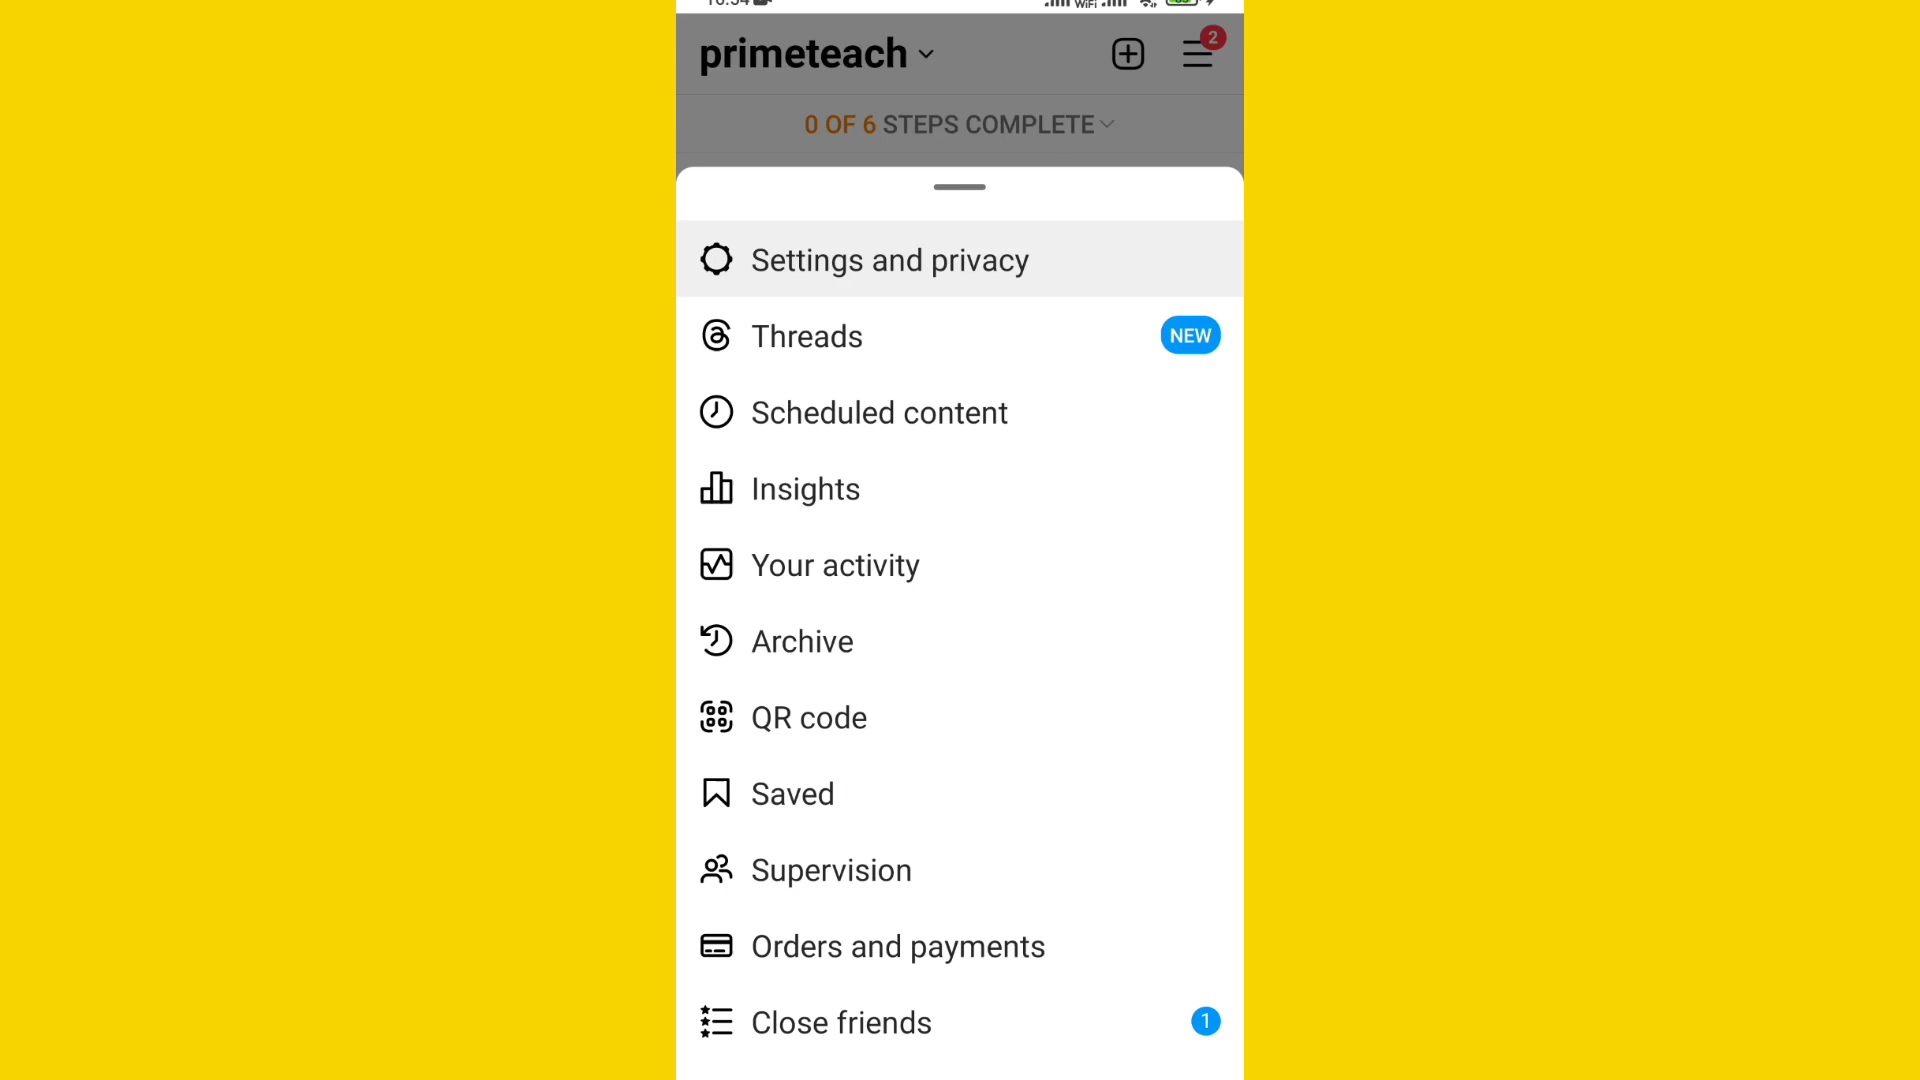 primeteach
2
0 OF 6 STEPS COMPLETE
Settings and privacy
Threads
NEW
Scheduled content
Insights
Your activity
Archive
QR code
Saved
Supervision
Orders and payments
Close friends
1